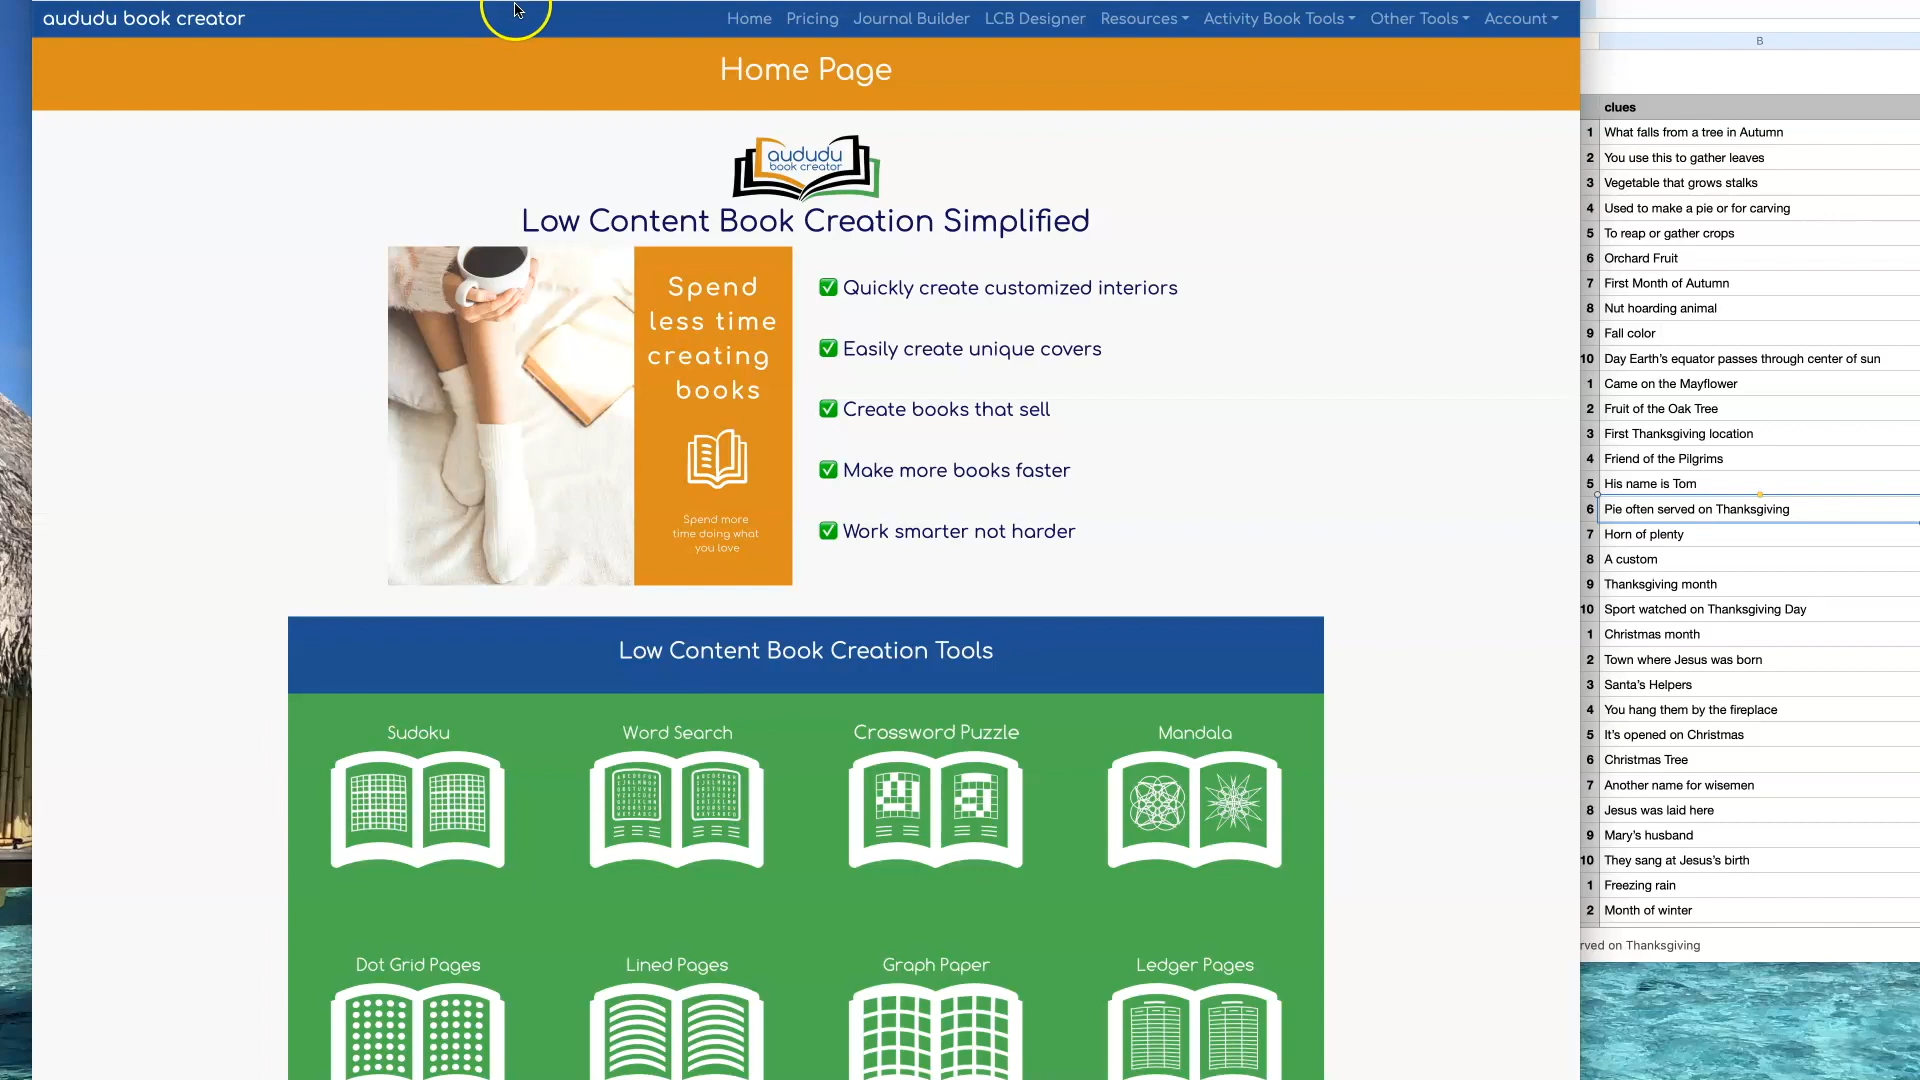 aududu book creator
Home Pricing Journal Builder LCB Designer Resources Activity Book Tools Other Tools Account
Home Page
aududu
book creator
Low Content Book Creation Simplified
Spend
less time
creating
books
Spend more
time doing what
you love
✅ Quickly create customized interiors
✅ Easily create unique covers
✅ Create books that sell
✅ Make more books faster
✅ Work smarter not harder
Low Content Book Creation Tools
Sudoku Word Search Crossword Puzzle Mandala
Dot Grid Pages Lined Pages Graph Paper Ledger Pages
B
clues
1 What falls from a tree in Autumn
2 You use this to gather leaves
3 Vegetable that grows stalks
4 Used to make a pie or for carving
5 To reap or gather crops
6 Orchard Fruit
7 First Month of Autumn
8 Nut hoarding animal
9 Fall color
10 Day Earth's equator passes through center of sun
1 Came on the Mayflower
2 Fruit of the Oak Tree
3 First Thanksgiving location
4 Friend of the Pilgrims
5 His name is Tom
6 Pie often served on Thanksgiving
7 Horn of plenty
8 A custom
9 Thanksgiving month
10 Sport watched on Thanksgiving Day
1 Christmas month
2 Town where Jesus was born
3 Santa's Helpers
4 You hang them by the fireplace
5 It's opened on Christmas
6 Christmas Tree
7 Another name for wisemen
8 Jesus was laid here
9 Mary's husband
10 They sang at Jesus's birth
1 Freezing rain
2 Month of winter
rved on Thanksgiving